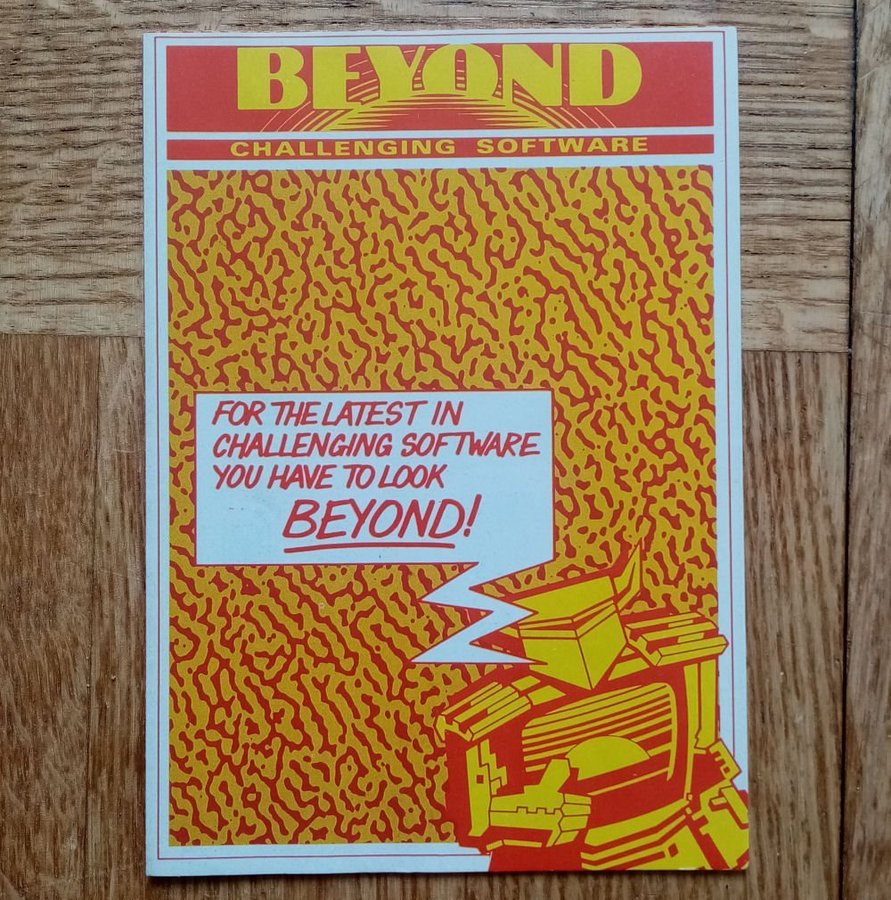 BEYOND
CHALLENGING SOFTWARE
FOR THE LATEST IN
CHALLENGING SOFTWARE
YOU HAVE TO LOOK
BEYOND!